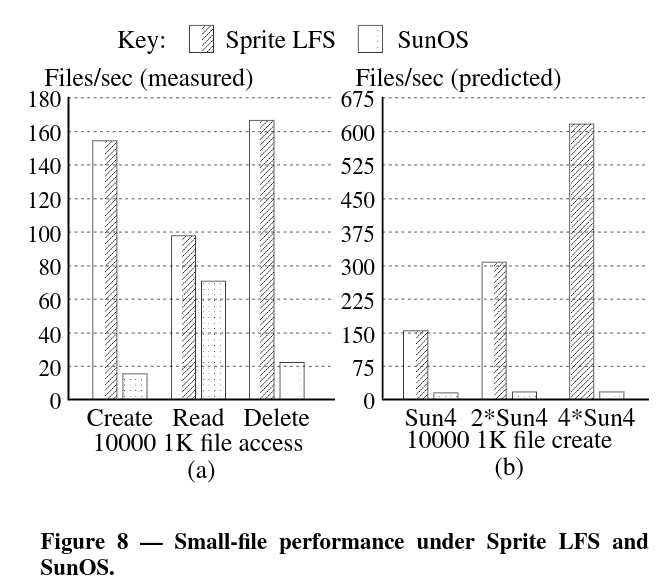 Key: Sprite LFS SunOS
Files/sec (measured)
180
160
140
120
100
80
60
40
20
0
Create Read Delete
10000 1K file access
(a)
Files/sec (predicted)
675
600
525
450
375
300
225
150
75
0
Sun4 2*Sun4 4*Sun4
10000 1K file create
(b)
Figure 8 — Small-file performance under Sprite LFS and
SunOS.